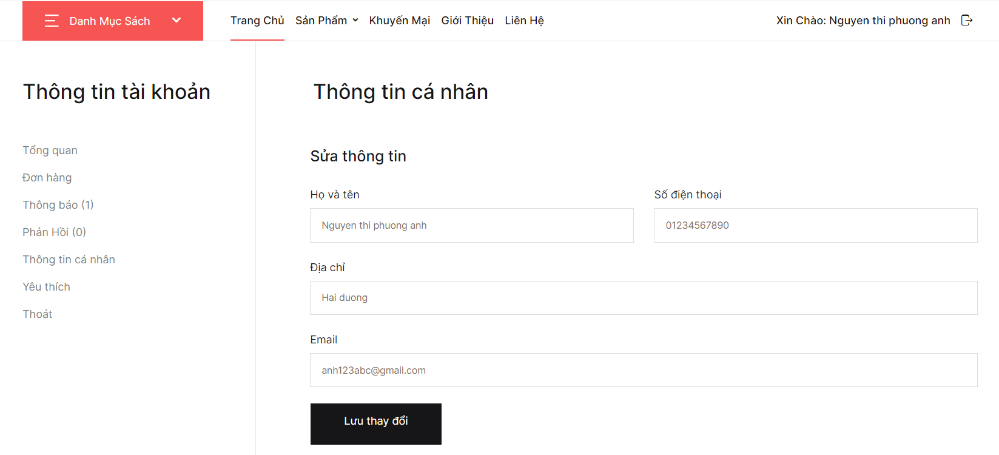 Danh Mục Sách
Trang Chủ Sản Phẩm Khuyến Mại Giới Thiệu Liên Hệ
Xin Chào: Nguyen thi phuong anh
Thông tin tài khoản
Tổng quan
Đơn hàng
Thông báo (1)
Phản Hồi (0)
Thông tin cá nhân
Yêu thích
Thoát
Thông tin cá nhân
Sửa thông tin
Họ và tên
Nguyen thi phuong anh
Số điện thoại
01234567890
Địa chỉ
Hai duong
Email
anh123abc@gmail.com
Lưu thay đổi